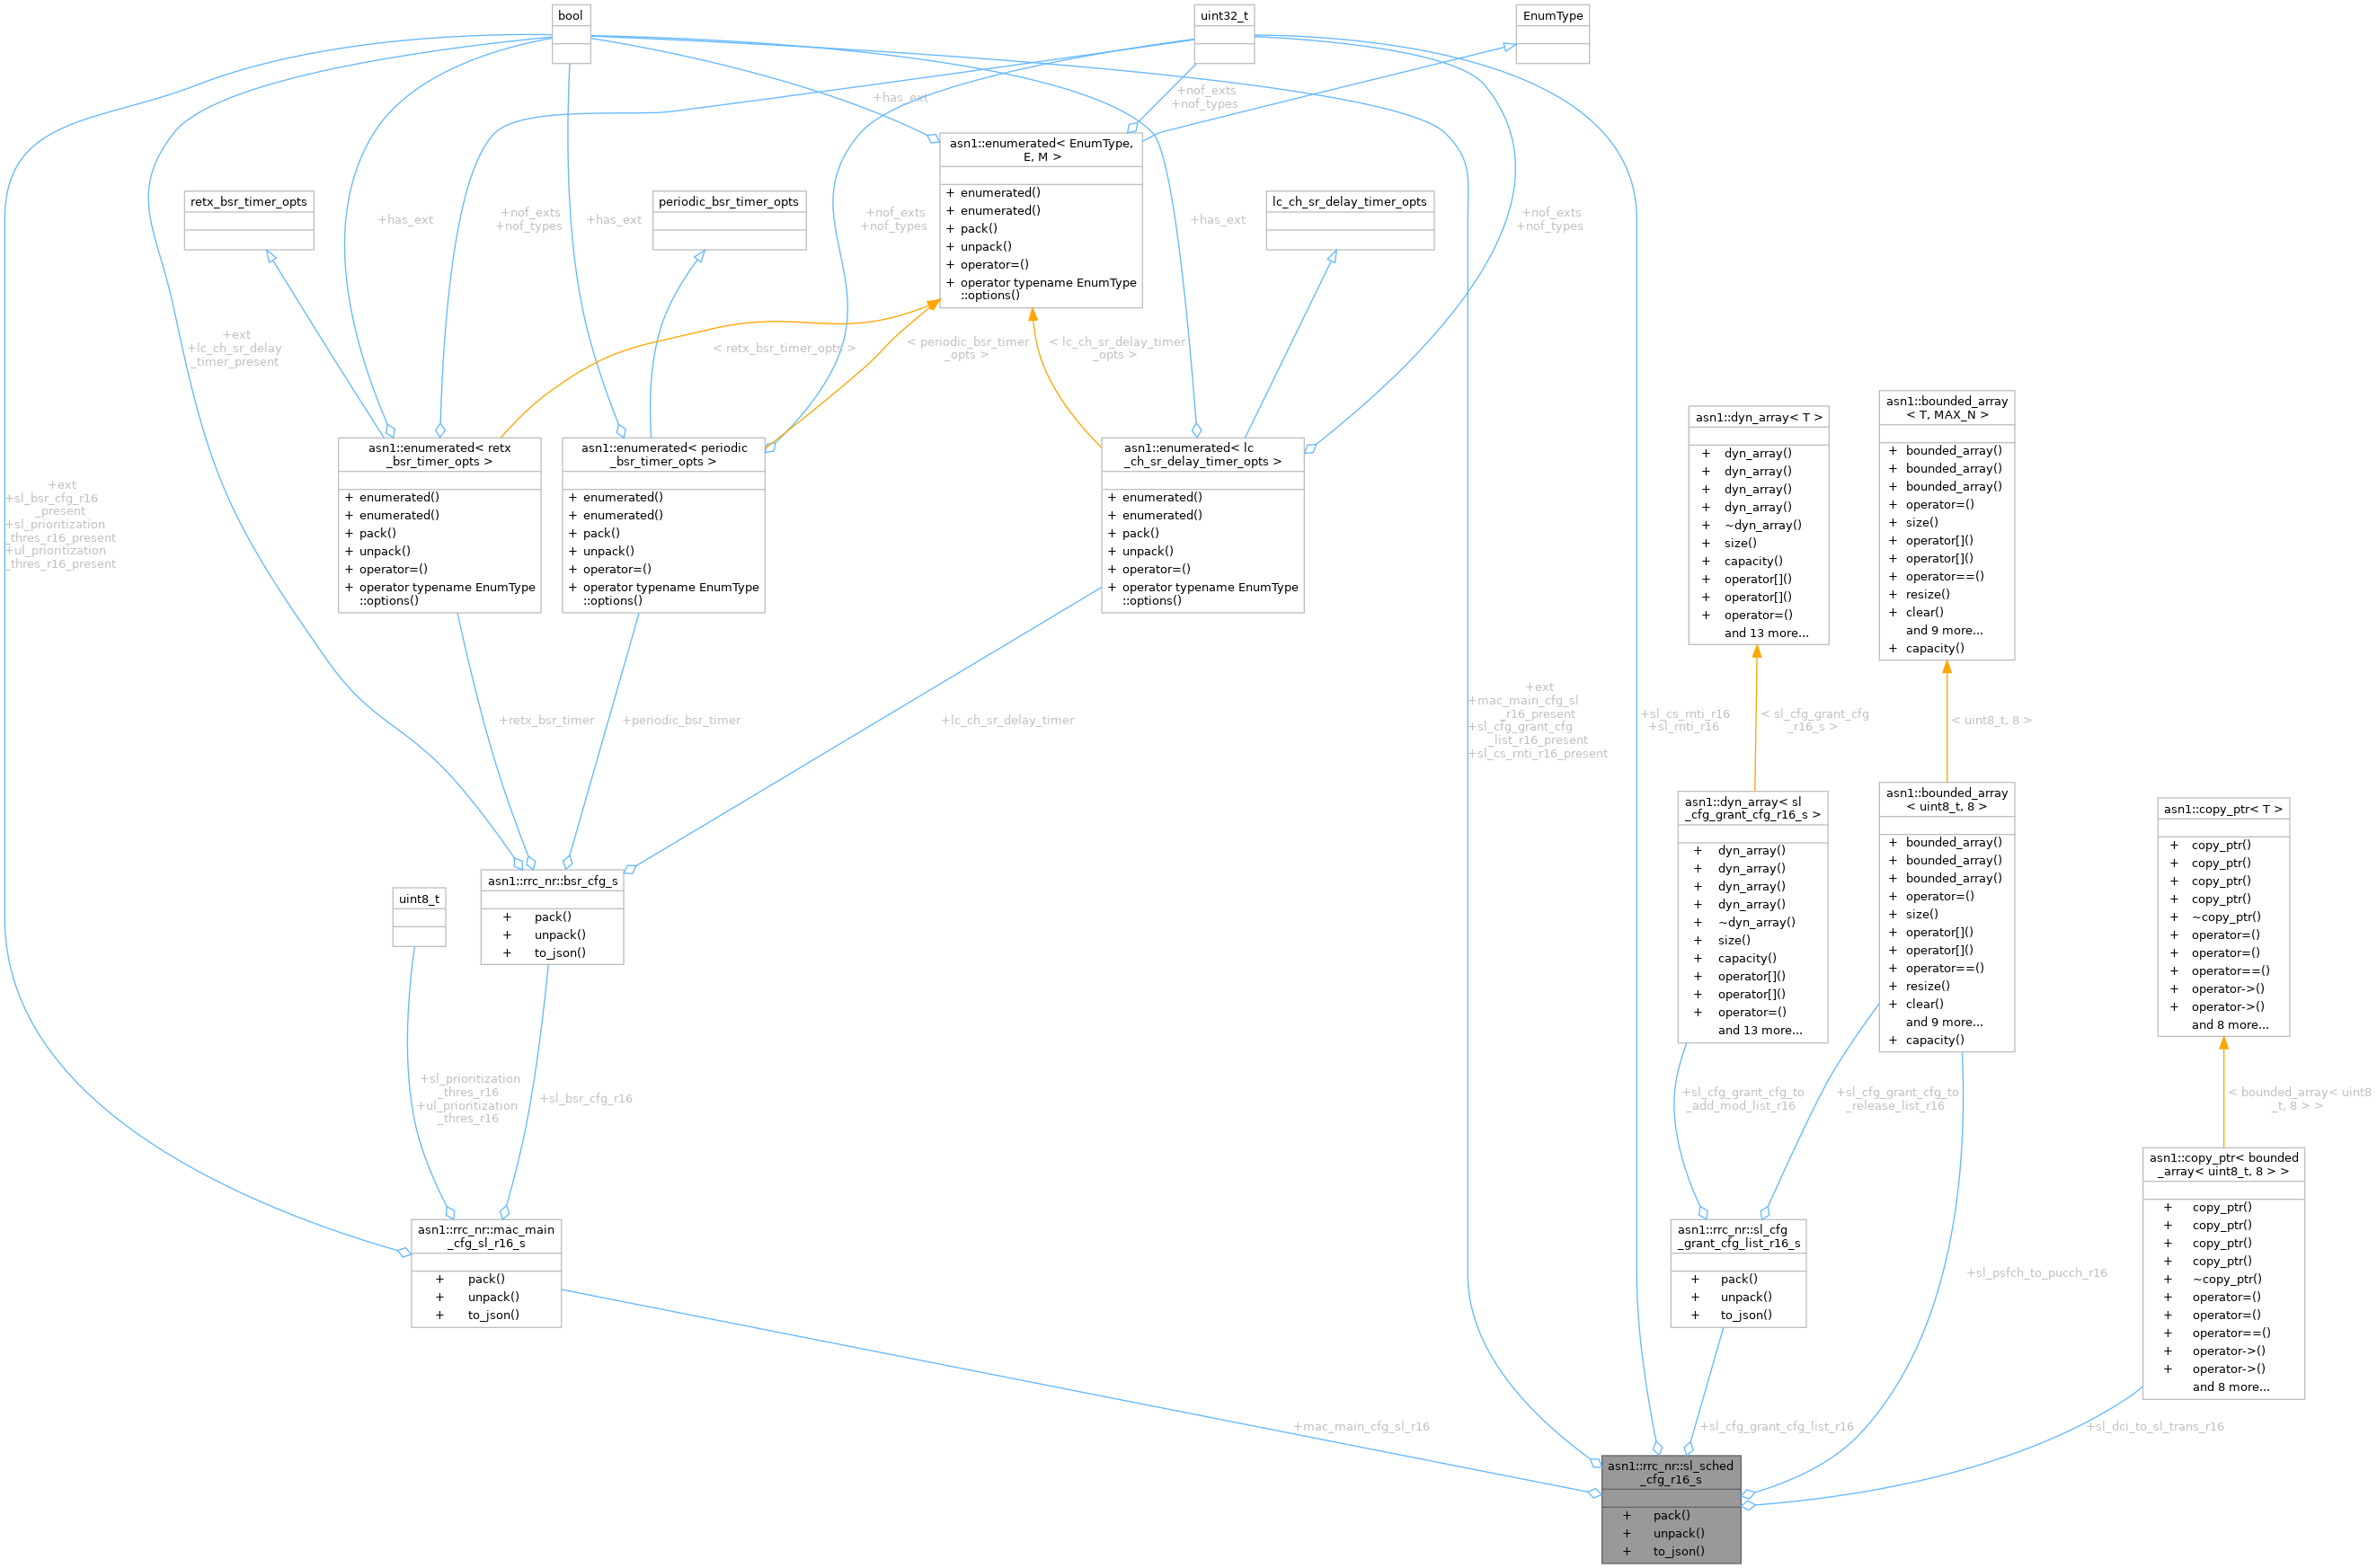 bool
uint32_t
EnumType
+has_ext
+nof_exts
+nof_types
asn1::enumerated< EnumType,
E, M >
+ enumerated()
+ enumerated()
+ pack()
+ unpack()
+ operator=()
+ operator typename EnumType
::options()
retx_bsr_timer_opts
periodic_bsr_timer_opts
lc_ch_sr_delay_timer_opts
+has_ext
+nof_exts
+nof_types
+has_ext
+nof_exts
+nof_types
+has_ext
+nof_exts
+nof_types
+ext
+lc_ch_sr_delay
_timer_present
< retx_bsr_timer_opts >
< periodic_bsr_timer
_opts >
< lc_ch_sr_delay_timer
_opts >
asn1::enumerated< retx
_bsr_timer_opts >
+ enumerated()
+ enumerated()
+ pack()
+ unpack()
+ operator=()
+ operator typename EnumType
::options()
asn1::enumerated< periodic
_bsr_timer_opts >
+ enumerated()
+ enumerated()
+ pack()
+ unpack()
+ operator=()
+ operator typename EnumType
::options()
asn1::enumerated< lc
_ch_sr_delay_timer_opts >
+ enumerated()
+ enumerated()
+ pack()
+ unpack()
+ operator=()
+ operator typename EnumType
::options()
asn1::dyn_array< T >
+ dyn_array()
+ dyn_array()
+ dyn_array()
+ dyn_array()
+ ~dyn_array()
+ size()
+ capacity()
+ operator[]()
+ operator[]()
+ operator=()
and 13 more...
asn1::bounded_array
< T, MAX_N >
+ bounded_array()
+ bounded_array()
+ bounded_array()
+ operator=()
+ size()
+ operator[]()
+ operator[]()
+ operator==()
+ resize()
+ clear()
and 9 more...
+ capacity()
+ext
+sl_bsr_cfg_r16
_present
+sl_prioritization
_thres_r16_present
+ul_prioritization
_thres_r16_present
+retx_bsr_timer
+periodic_bsr_timer
+lc_ch_sr_delay_timer
+ext
+mac_main_cfg_sl
_r16_present
+sl_cfg_grant_cfg
_list_r16_present
+sl_cs_rnti_r16_present
+sl_cs_rnti_r16
+sl_rnti_r16
< sl_cfg_grant_cfg
_r16_s >
< uint8_t, 8 >
asn1::rrc_nr::bsr_cfg_s
+ pack()
+ unpack()
+ to_json()
uint8_t
asn1::dyn_array< sl
_cfg_grant_cfg_r16_s >
+ dyn_array()
+ dyn_array()
+ dyn_array()
+ dyn_array()
+ ~dyn_array()
+ size()
+ capacity()
+ operator[]()
+ operator[]()
+ operator=()
and 13 more...
asn1::bounded_array
< uint8_t, 8 >
+ bounded_array()
+ bounded_array()
+ bounded_array()
+ operator=()
+ size()
+ operator[]()
+ operator[]()
+ operator==()
+ resize()
+ clear()
and 9 more...
+ capacity()
asn1::copy_ptr< T >
+ copy_ptr()
+ copy_ptr()
+ copy_ptr()
+ copy_ptr()
+ ~copy_ptr()
+ operator=()
+ operator=()
+ operator==()
+ operator->()
+ operator->()
and 8 more...
+sl_prioritization
_thres_r16
+ul_prioritization
_thres_r16
+sl_bsr_cfg_r16
+sl_cfg_grant_cfg_to
_add_mod_list_r16
+sl_cfg_grant_cfg_to
_release_list_r16
< bounded_array< uint8
_t, 8 > >
asn1::rrc_nr::mac_main
_cfg_sl_r16_s
+ pack()
+ unpack()
+ to_json()
asn1::rrc_nr::sl_cfg
_grant_cfg_list_r16_s
+ pack()
+ unpack()
+ to_json()
+sl_psfch_to_pucch_r16
asn1::copy_ptr< bounded
_array< uint8_t, 8 > >
+ copy_ptr()
+ copy_ptr()
+ copy_ptr()
+ copy_ptr()
+ ~copy_ptr()
+ operator=()
+ operator=()
+ operator==()
+ operator->()
+ operator->()
and 8 more...
+mac_main_cfg_sl_r16
+sl_cfg_grant_cfg_list_r16
+sl_dci_to_sl_trans_r16
asn1::rrc_nr::sl_sched
_cfg_r16_s
+ pack()
+ unpack()
+ to_json()